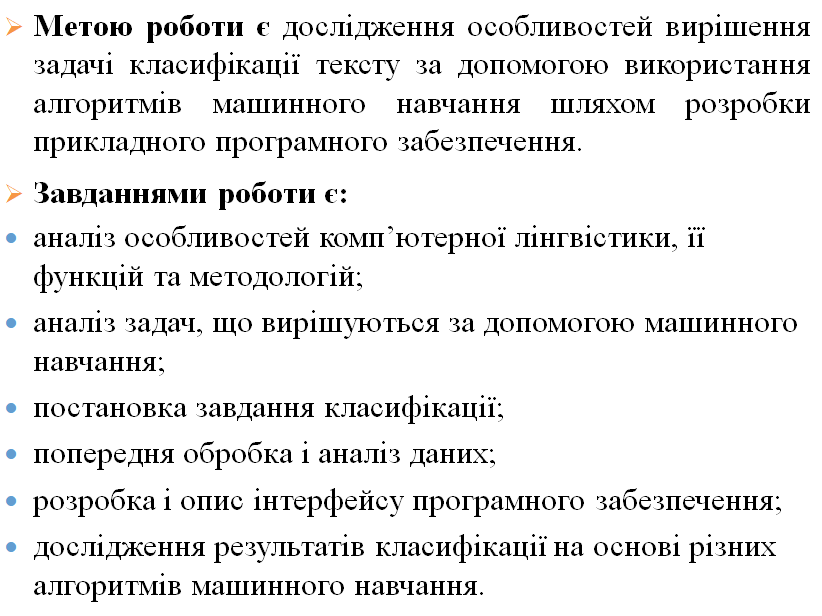 Метою роботи є дослідження особливостей вирішення
задачі класифікації тексту за допомогою використання
алгоритмів машинного навчання шляхом розробки
прикладного програмного забезпечення.
Завданнями роботи є:
аналіз особливостей комп’ютерної лінгвістики, її
функцій та методологій;
аналіз задач, що вирішуються за допомогою машинного
навчання;
постановка завдання класифікації;
попередня обробка і аналіз даних;
розробка і опис інтерфейсу програмного забезпечення;
дослідження результатів класифікації на основі різних
алгоритмів машинного навчання.